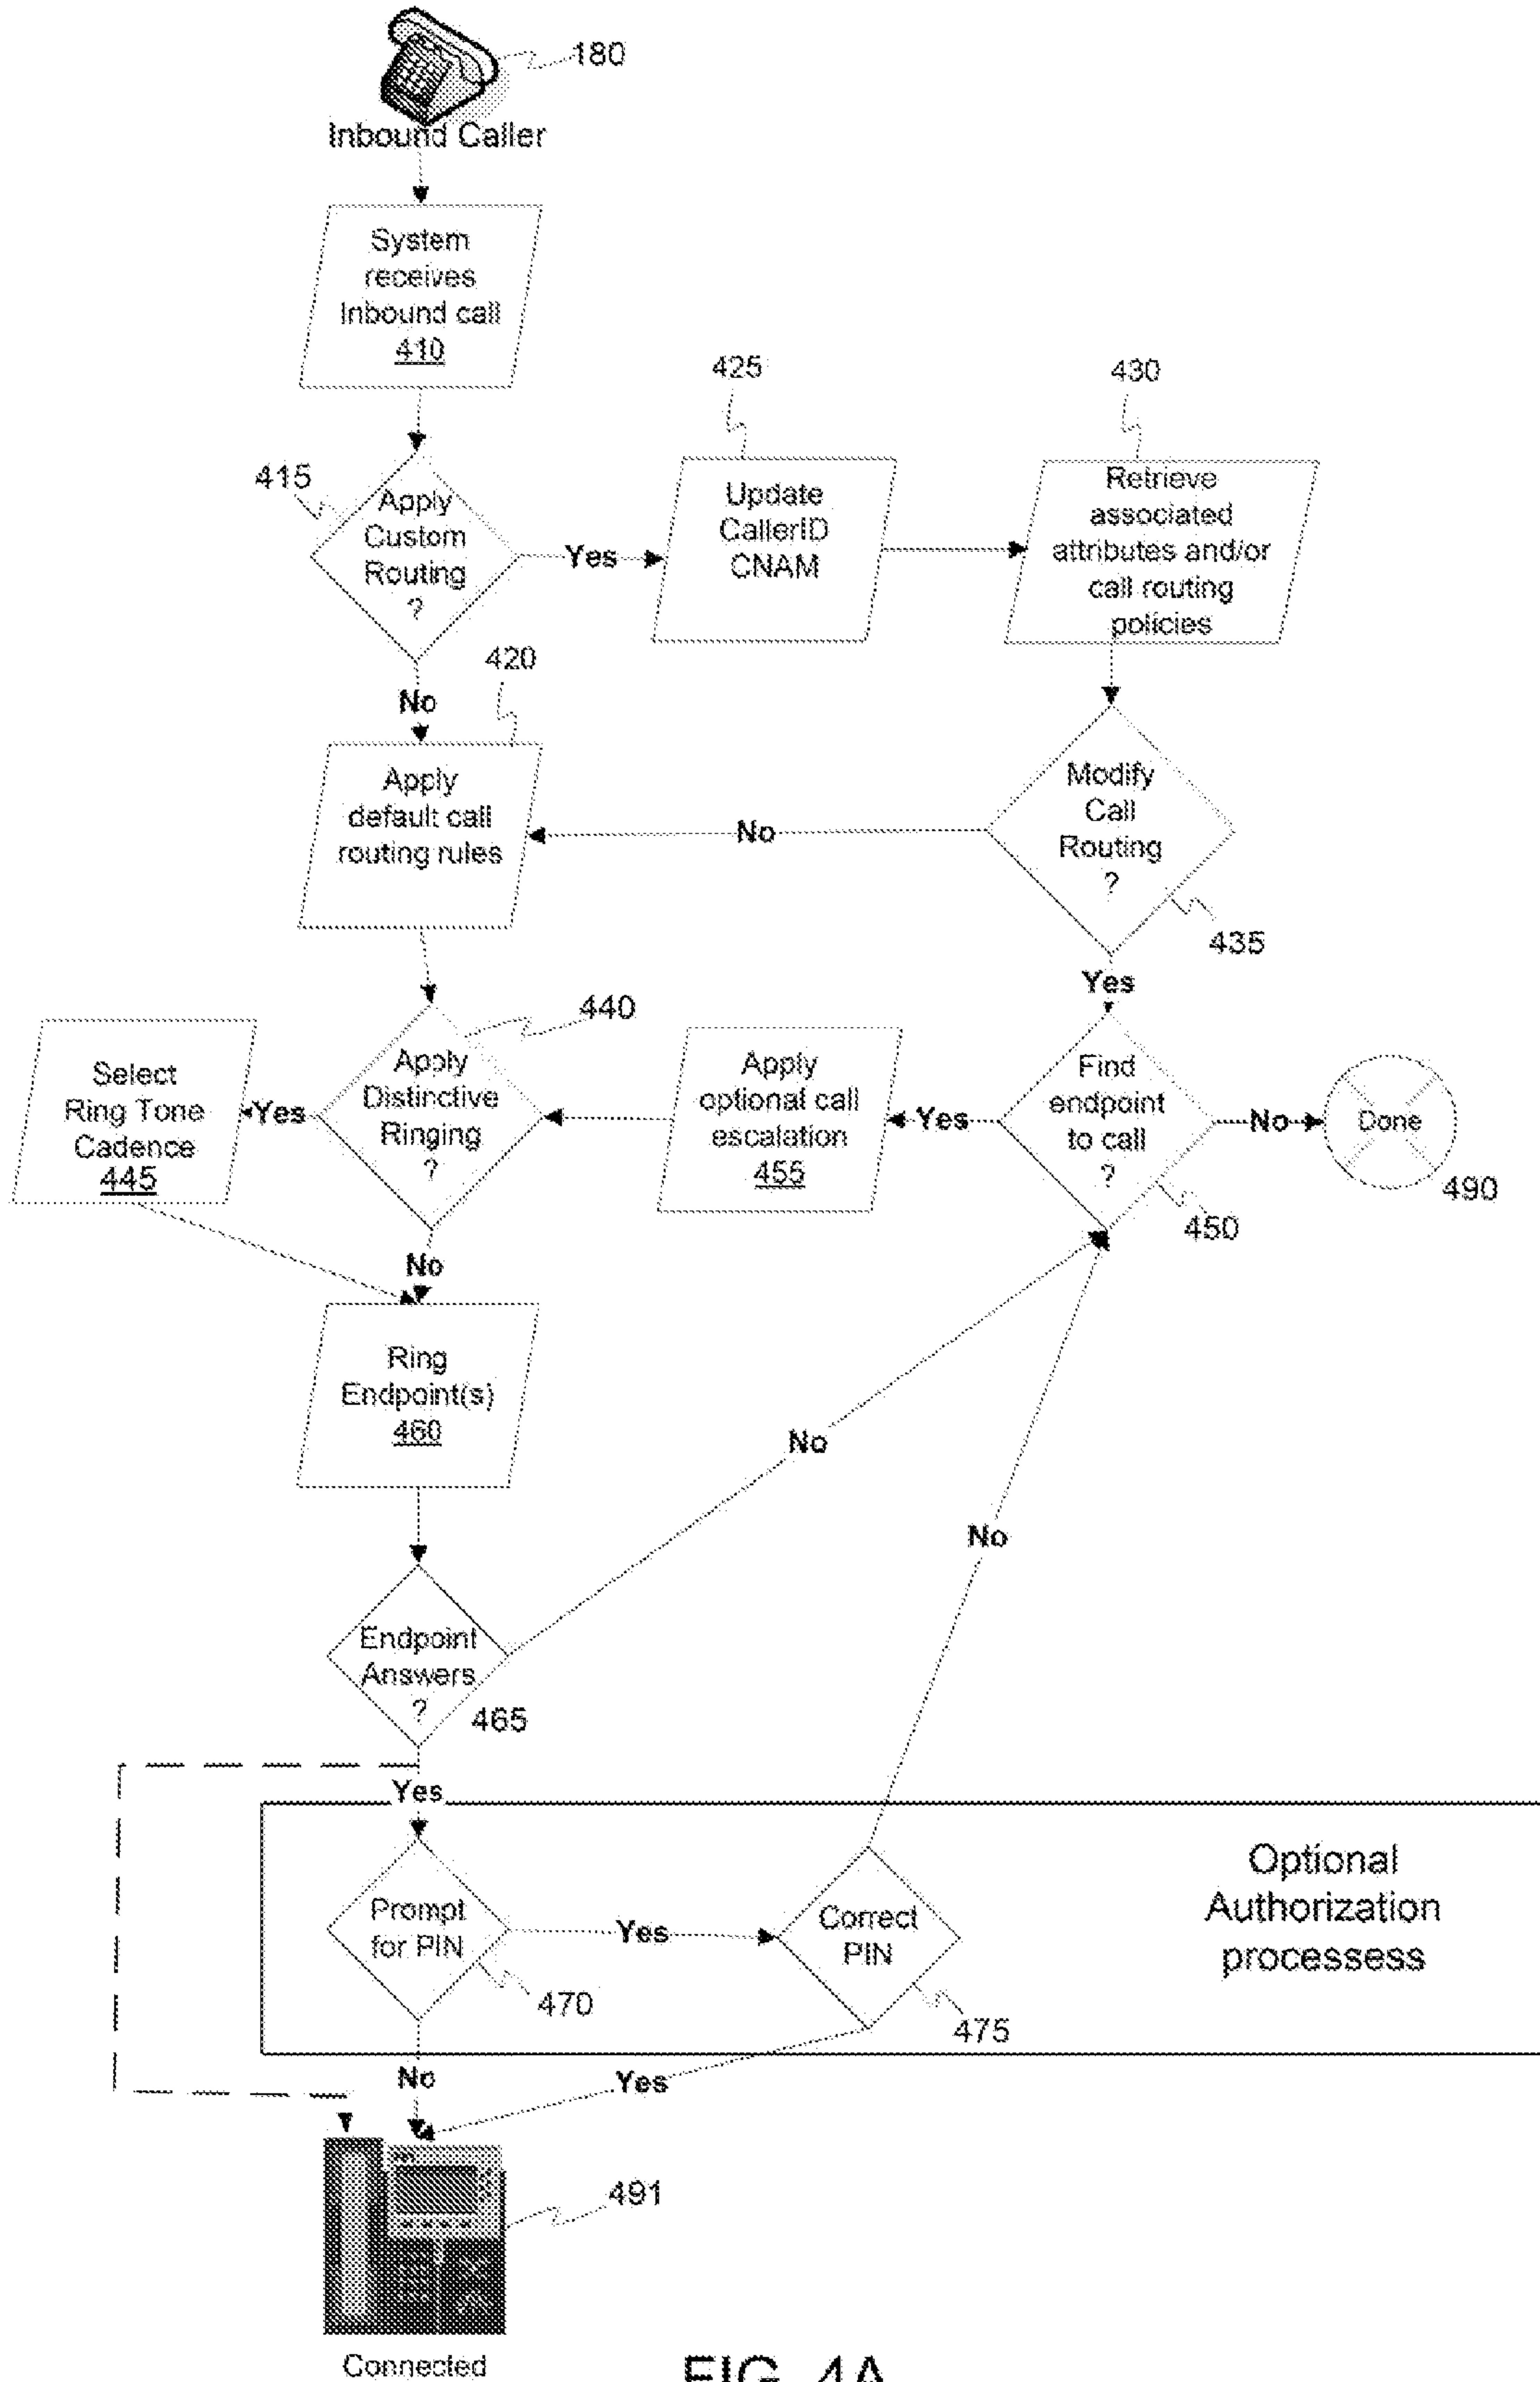 180
Inbound Caller
System
receives
Inbound call
410
415
Apply
Custom
Routing
?
Yes
425
Update
CallerID
CNAM
430
Retrieve
associated
attributes and/or
call routing
policies
No
420
Apply
default call
routing rules
No
Modify
Call
Routing
?
435
Yes
440
Select
Ring Tone
Cadence
445
Yes
Apply
Distinctive
Ringing
?
Apply
optional call
escalation
455
Yes
Find
endpoint
to call
?
450
No
Done
490
No
Ring
Endpoint(s)
460
No
No
Endpoint
Answers
?
465
Yes
Prompt
for PIN
470
Yes
Correct
PIN
475
Optional
Authorization
processess
No
Yes
491
Connected
FIG. 4A